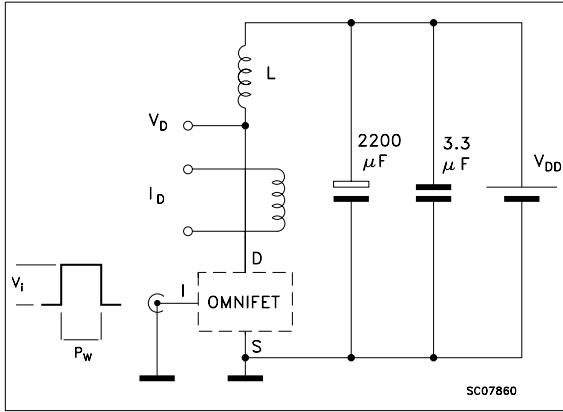 L
V_D
2200 µF
3.3 µF
V_DD
I_D
D
V_i
I
OMNIFET
P_W
S
SC07860